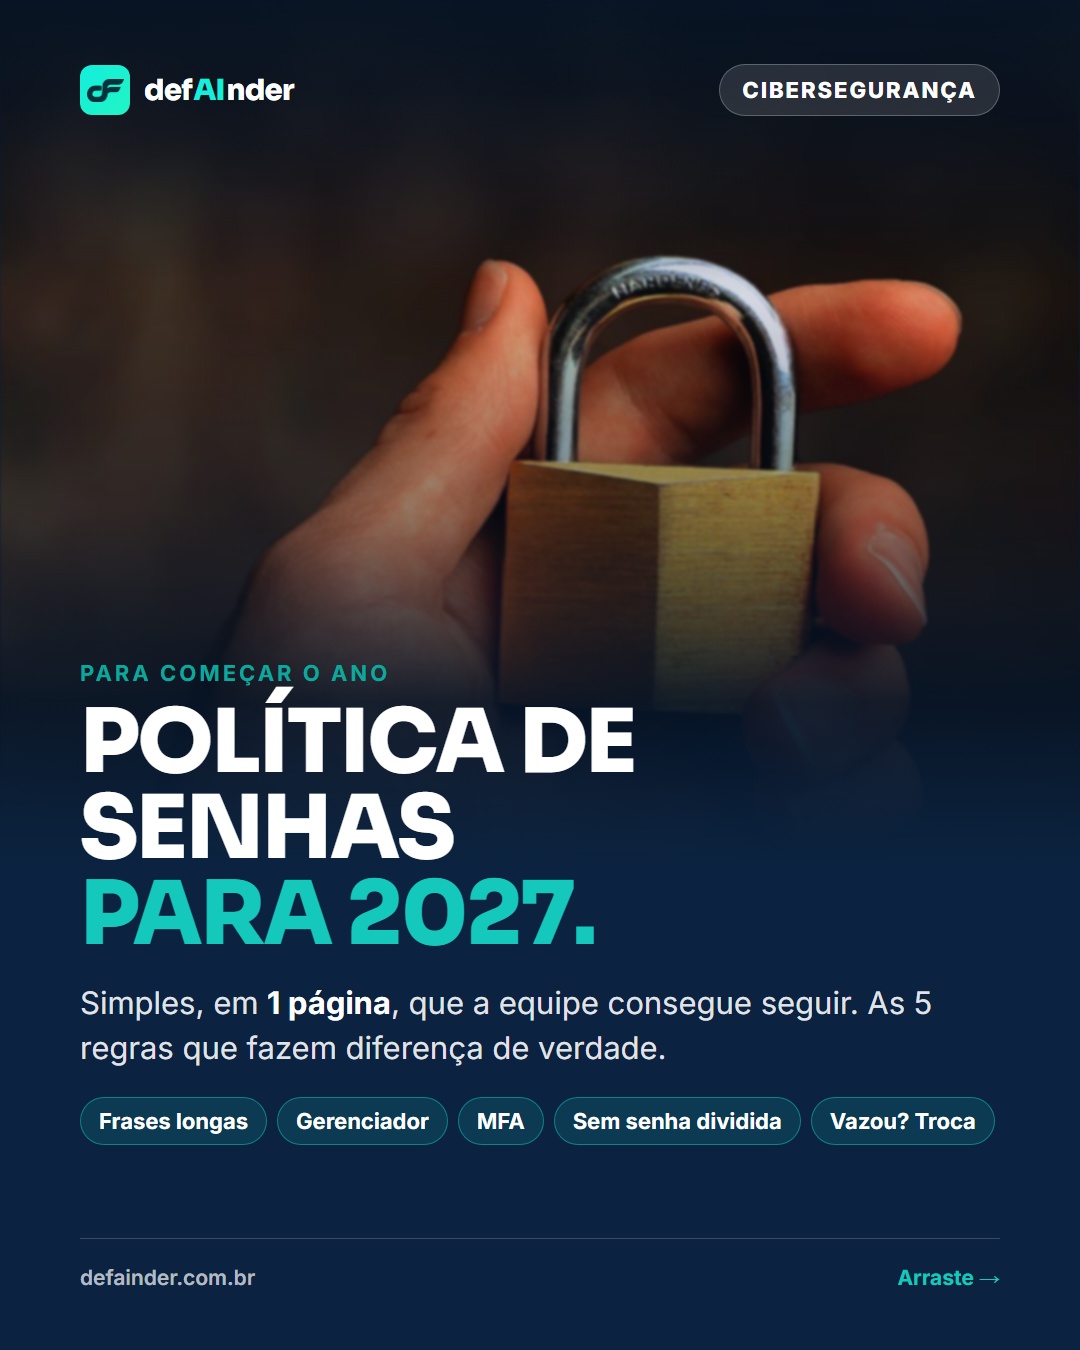 defAInder
CIBERSEGURANÇA
HARDENED
PARA COMEÇAR O ANO
POLÍTICA DE
SENHAS
PARA 2027.
Simples, em 1 página, que a equipe consegue seguir. As 5
regras que fazem diferença de verdade.
Frases longas
Gerenciador
MFA
Sem senha dividida
Vazou? Troca
defainder.com.br
Arraste →